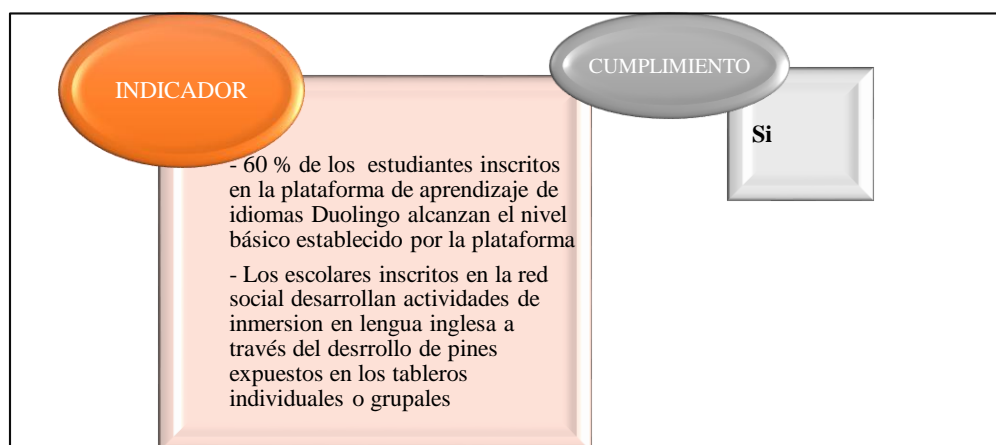 INDICADOR
CUMPLIMIENTO
Si
- 60 % de los estudiantes inscritos
en la plataforma de aprendizaje de
idiomas Duolingo alcanzan el nivel
básico establecido por la plataforma
- Los escolares inscritos en la red
social desarrollan actividades de
inmersion en lengua inglesa a
través del desrrollo de pines
expuestos en los tableros
individuales o grupales